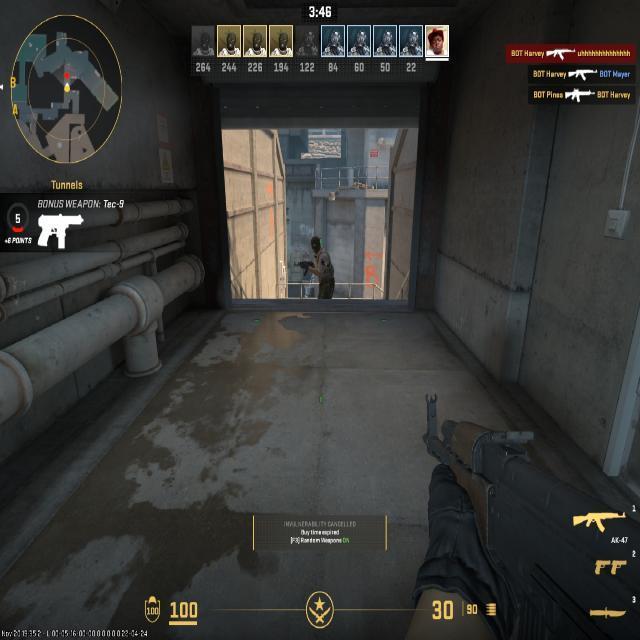 3:46
264 244 226 194 122 84 60 50 22
BOT Harvey uhhhhhhhhhhhhh
BOT Harvey BOT Mayer
BOT Pinos BOT Harvey
B
A
Tunnels
BONUS WEAPON: Tec-9
5
+6 POINTS
INVULNERABILITY CANCELLED
Buy time expired
[F3] Random Weapons ON
1
AK-47
2
3
100 100
30 90